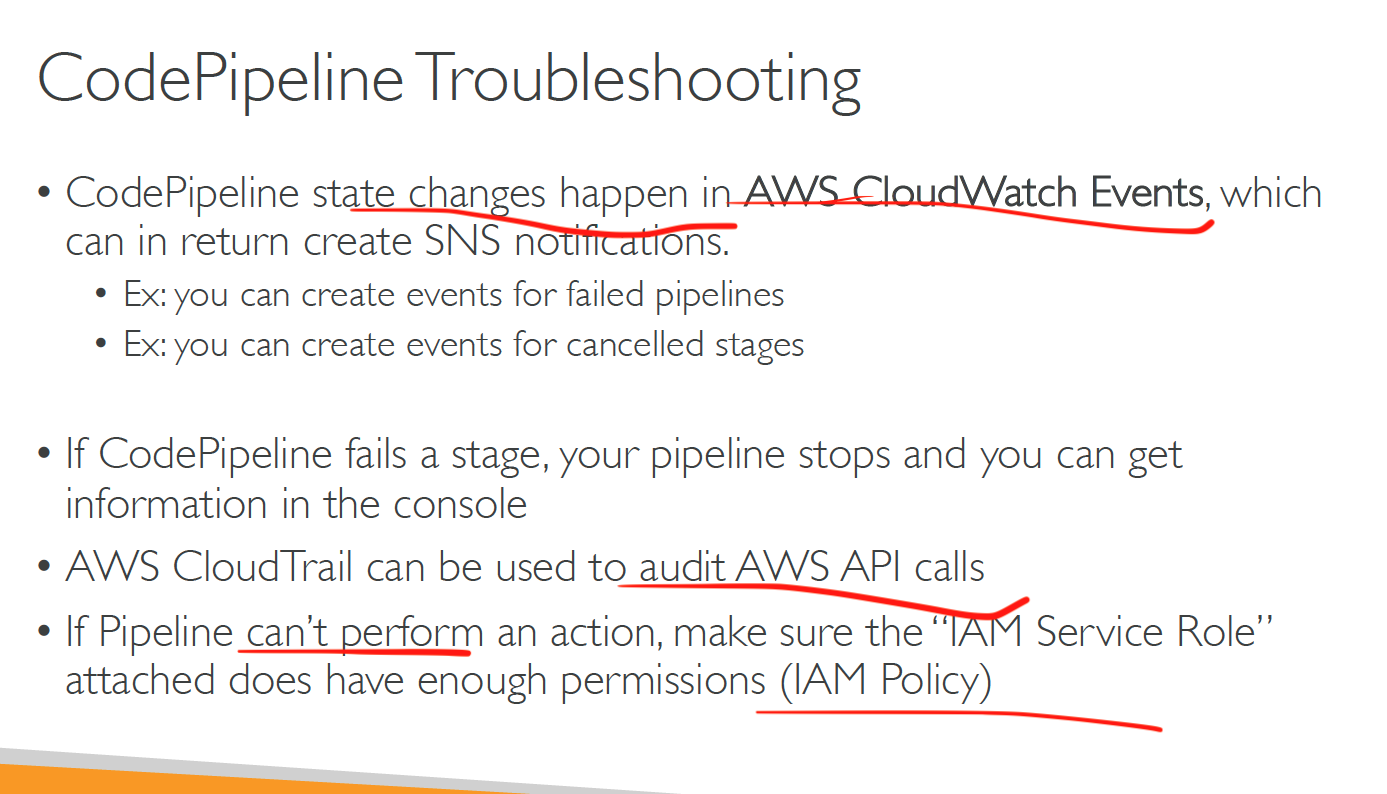 CodePipeline Troubleshooting
• CodePipeline state changes happen in AWS CloudWatch Events, which
can in return create SNS notifications.
• Ex: you can create events for failed pipelines
• Ex: you can create events for cancelled stages
• If CodePipeline fails a stage, your pipeline stops and you can get
information in the console
• AWS CloudTrail can be used to audit AWS API calls
• If Pipeline can't perform an action, make sure the “IAM Service Role”
attached does have enough permissions (IAM Policy)